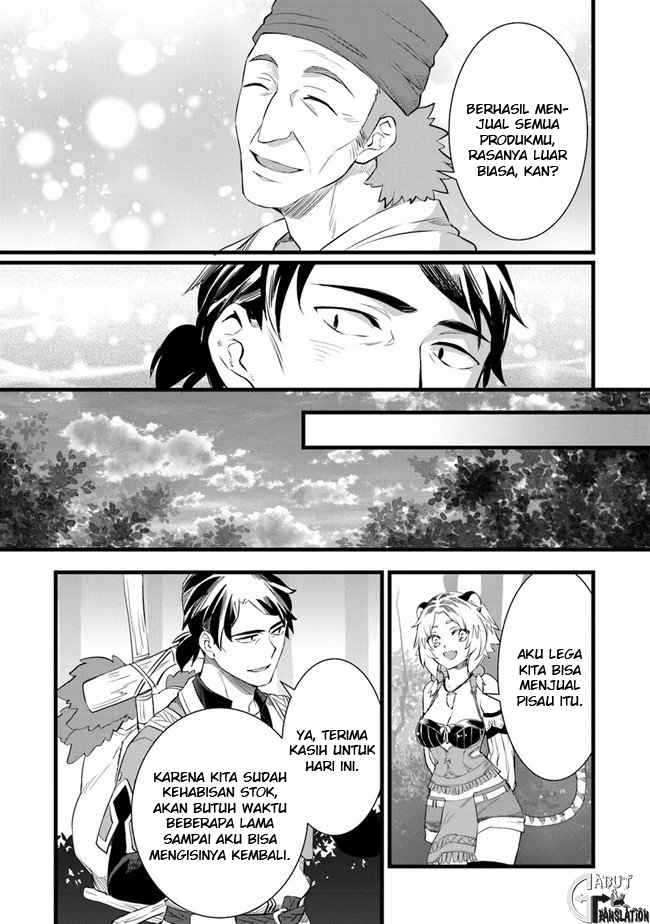 BERHASIL MEN-
JUAL SEMUA
PRODUKMU,
RASANYA LUAR
BIASA, KAN?
AKU LEGA
KITA BISA
MENJUAL
PISAU ITU.
YA, TERIMA
KASIH UNTUK
HARI INI.
KARENA KITA SUDAH
KEHABISAN STOK,
AKAN BUTUH WAKTU
BEBERAPA LAMA
SAMPAI AKU BISA
MENGISINYA KEMBALI.
TRANSLATION